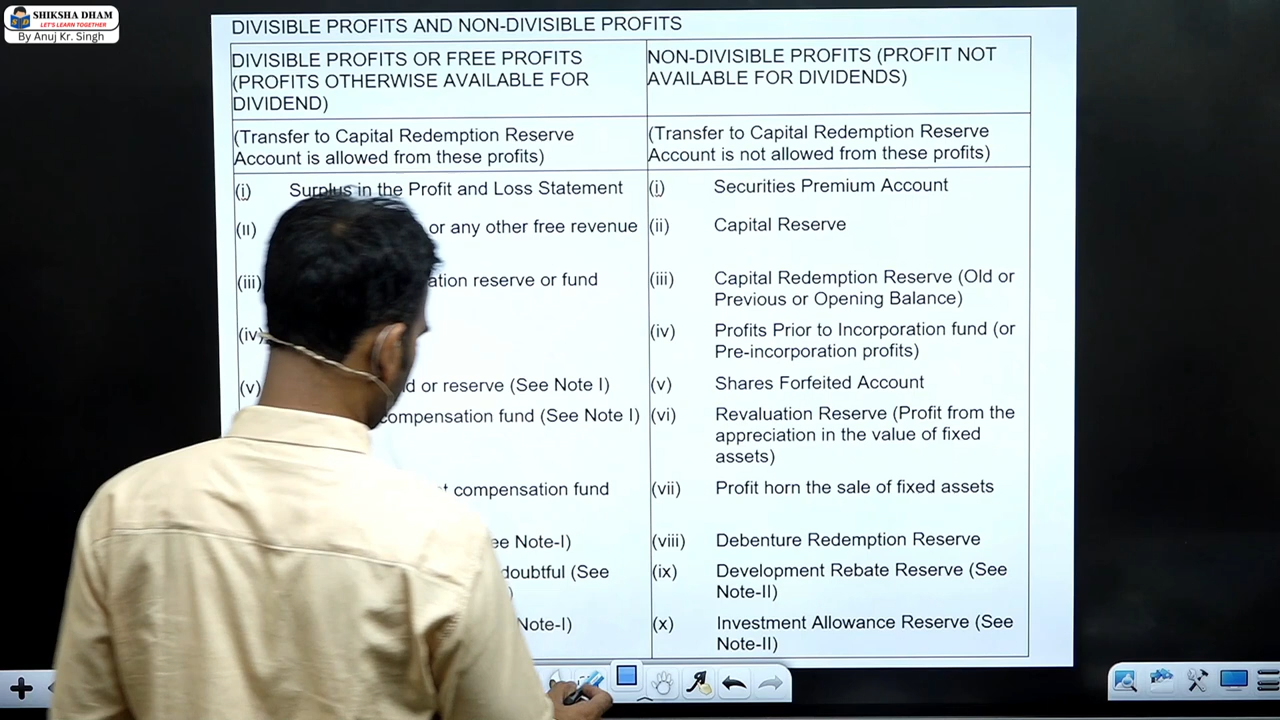 SHIKSHA DHAM
LET'S LEARN TOGETHER
By Anuj Kr. Singh
DIVISIBLE PROFITS AND NON-DIVISIBLE PROFITS
DIVISIBLE PROFITS OR FREE PROFITS
(PROFITS OTHERWISE AVAILABLE FOR
DIVIDEND)
NON-DIVISIBLE PROFITS (PROFIT NOT
AVAILABLE FOR DIVIDENDS)
(Transfer to Capital Redemption Reserve
Account is allowed from these profits)
(Transfer to Capital Redemption Reserve
Account is not allowed from these profits)
(i) Surplus in the Profit and Loss Statement
(ii) or any other free revenue
(iii) reserve or fund
(iv)
(v) or reserve (See Note I)
compensation fund (See Note I)
compensation fund
Note-I)
doubtful (See
Note-I)
(i) Securities Premium Account
(ii) Capital Reserve
(iii) Capital Redemption Reserve (Old or
Previous or Opening Balance)
(iv) Profits Prior to Incorporation fund (or
Pre-incorporation profits)
(v) Shares Forfeited Account
(vi) Revaluation Reserve (Profit from the
appreciation in the value of fixed
assets)
(vii) Profit horn the sale of fixed assets
(viii) Debenture Redemption Reserve
(ix) Development Rebate Reserve (See
Note-II)
(x) Investment Allowance Reserve (See
Note-II)